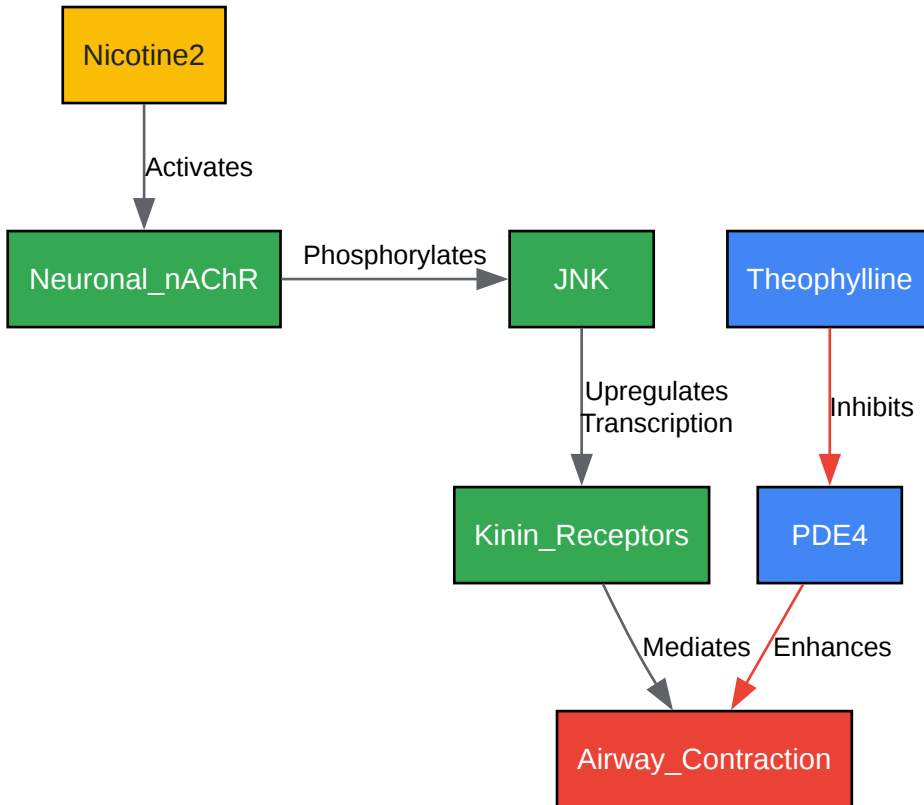 Nicotine2
Activates
Neuronal_nAChR
Phosphorylates
JNK
Theophylline
Upregulates
Transcription
Inhibits
Kinin_Receptors
PDE4
Mediates
Enhances
Airway_Contraction